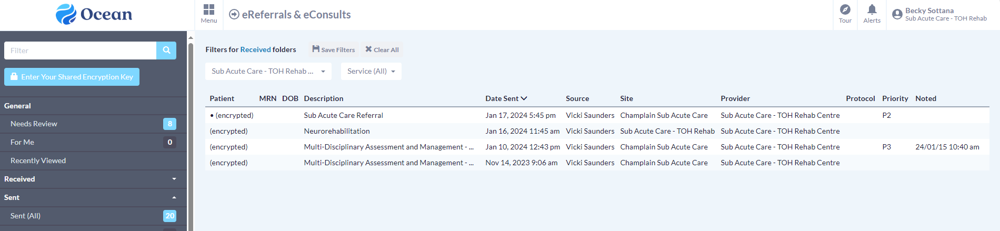 Ocean
Menu
eReferrals & eConsults
Tour
Alerts
Becky Sottana
Sub Acute Care - TOH Rehab
Filter
Enter Your Shared Encryption Key
General
Needs Review 8
For Me 0
Recently Viewed
Received
Sent
Sent (All) 20
Filters for Received folders
Save Filters
Clear All
Sub Acute Care - TOH Rehab ...
Service (All)
Patient MRN DOB Description Date Sent Source Site Provider Protocol Priority Noted
• (encrypted) Sub Acute Care Referral Jan 17, 2024 5:45 pm Vicki Saunders Champlain Sub Acute Care Sub Acute Care - TOH Rehab Centre P2
(encrypted) Neurorehabilitation Jan 16, 2024 11:45 am Vicki Saunders Sub Acute Care - TOH Rehab Sub Acute Care - TOH Rehab Centre
(encrypted) Multi-Disciplinary Assessment and Management - ... Jan 10, 2024 12:43 pm Vicki Saunders Champlain Sub Acute Care Sub Acute Care - TOH Rehab Centre P3 24/01/15 10:40 am
(encrypted) Multi-Disciplinary Assessment and Management - ... Nov 14, 2023 9:06 am Vicki Saunders Champlain Sub Acute Care Sub Acute Care - TOH Rehab Centre